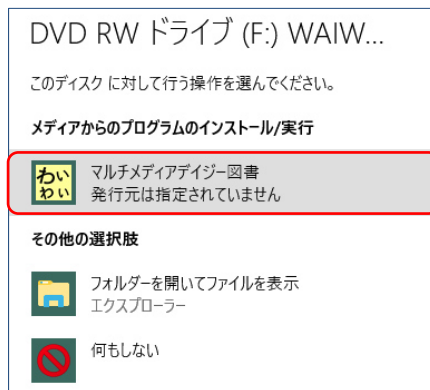 DVD RW ドライブ (F:) WAIW...
このディスク に対して行う操作を選んでください。
メディアからのプログラムのインストール/実行
わい
わい
マルチメディアデイジー図書
発行元は指定されていません
その他の選択肢
フォルダーを開いてファイルを表示
エクスプローラー
何もしない